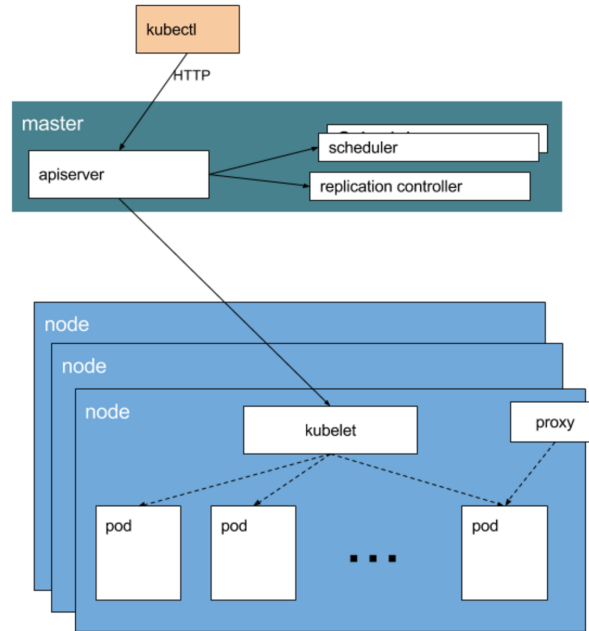 kubectl
HTTP
master
scheduler
apiserver
replication controller
node
node
node
kubelet
proxy
pod
pod
pod